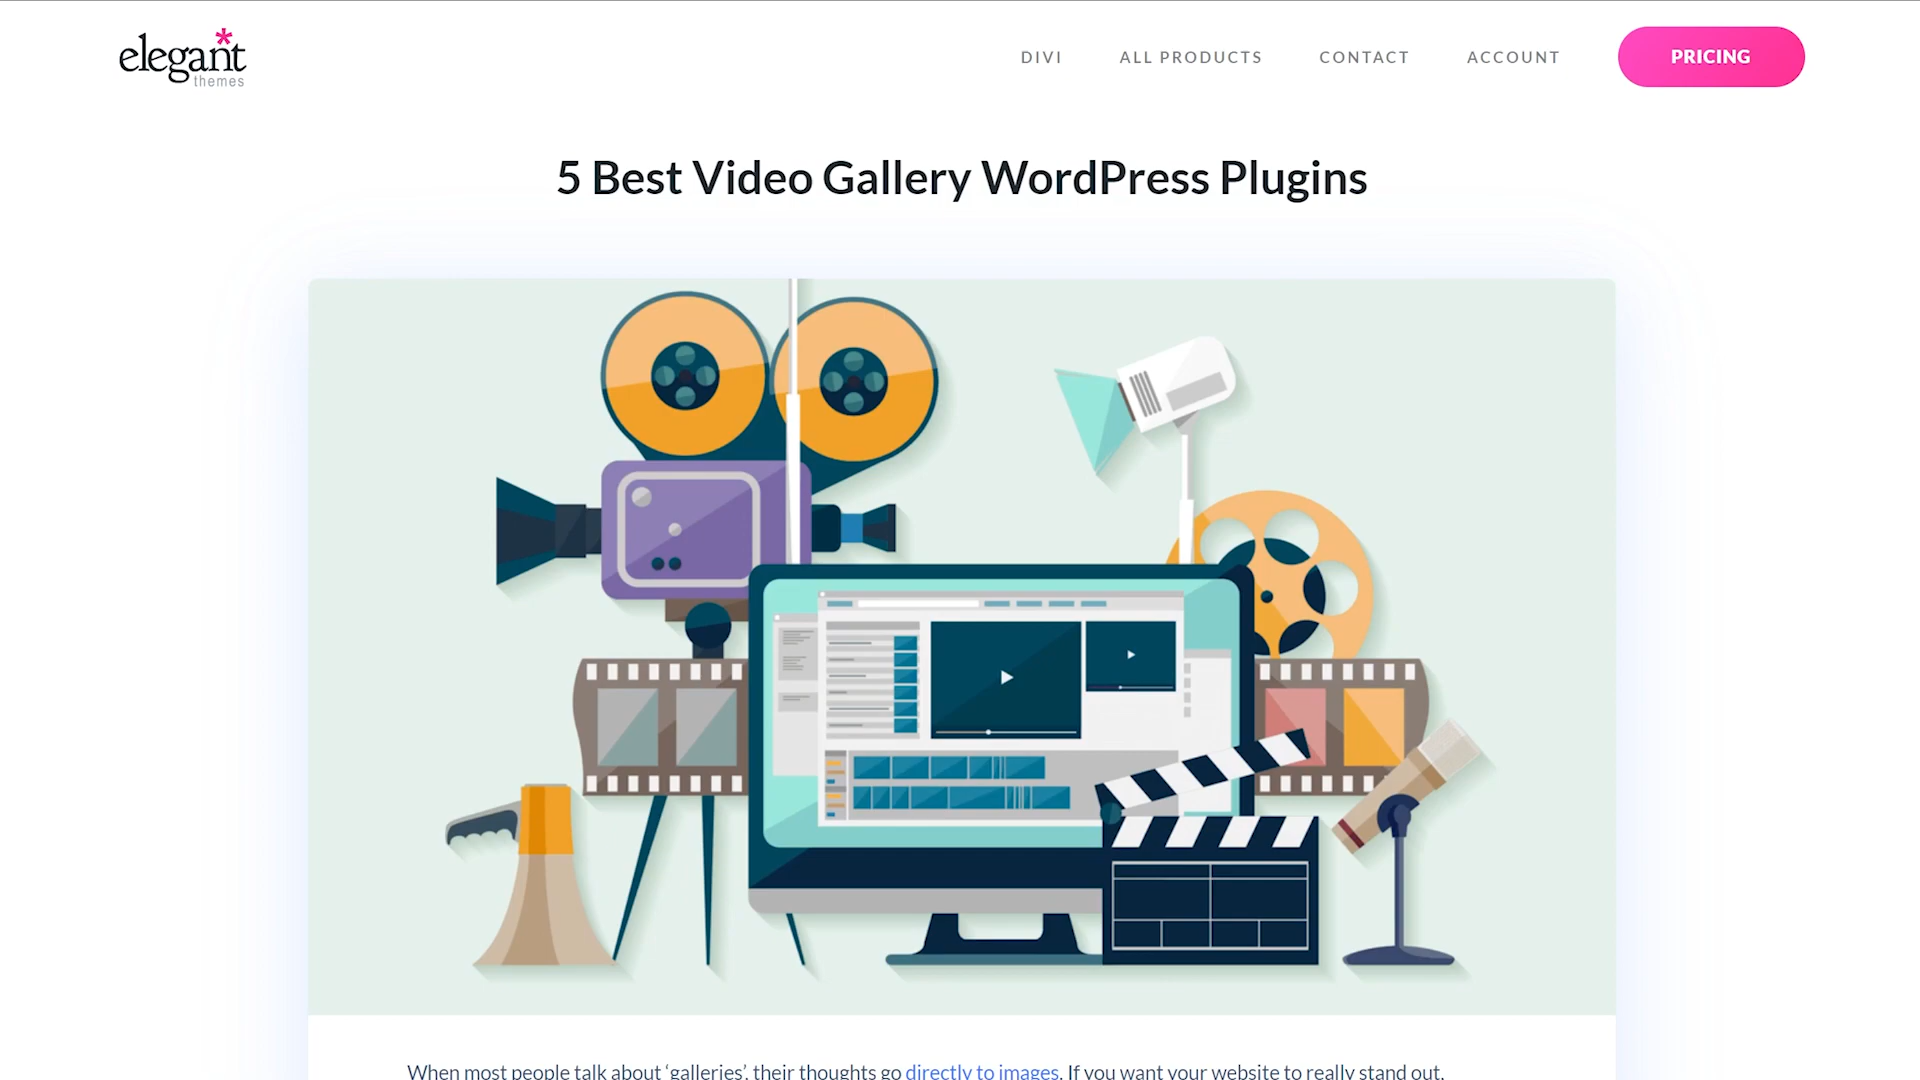 elegant
themes
DIVI
ALL PRODUCTS
CONTACT
ACCOUNT
PRICING
5 Best Video Gallery WordPress Plugins
When most people talk about ‘galleries’, their thoughts go directly to images. If you want your website to really stand out,